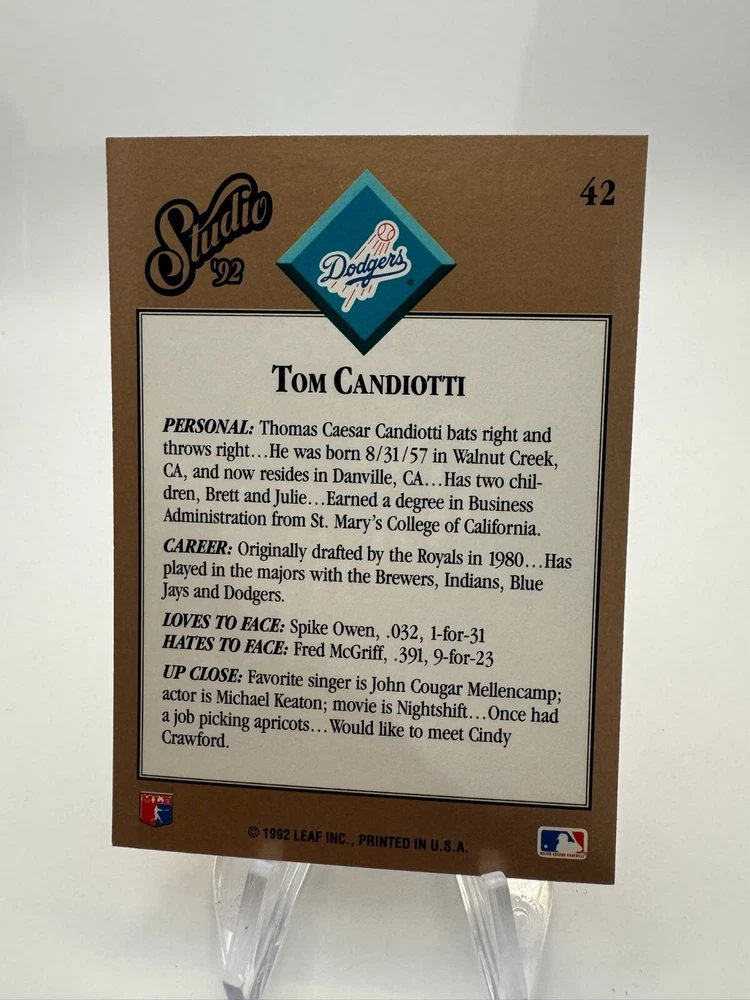 Studio
'92
Dodgers
®
42
TOM CANDIOTTI
PERSONAL: Thomas Caesar Candiotti bats right and
throws right...He was born 8/31/57 in Walnut Creek,
CA, and now resides in Danville, CA...Has two chil-
dren, Brett and Julie...Earned a degree in Business
Administration from St. Mary's College of California.
CAREER: Originally drafted by the Royals in 1980...Has
played in the majors with the Brewers, Indians, Blue
Jays and Dodgers.
LOVES TO FACE: Spike Owen, .032, 1-for-31
HATES TO FACE: Fred McGriff, .391, 9-for-23
UP CLOSE: Favorite singer is John Cougar Mellencamp;
actor is Michael Keaton; movie is Nightshift...Once had
a job picking apricots...Would like to meet Cindy
Crawford.
© 1992 LEAF INC., PRINTED IN U.S.A.
MAJOR LEAGUE BASEBALL